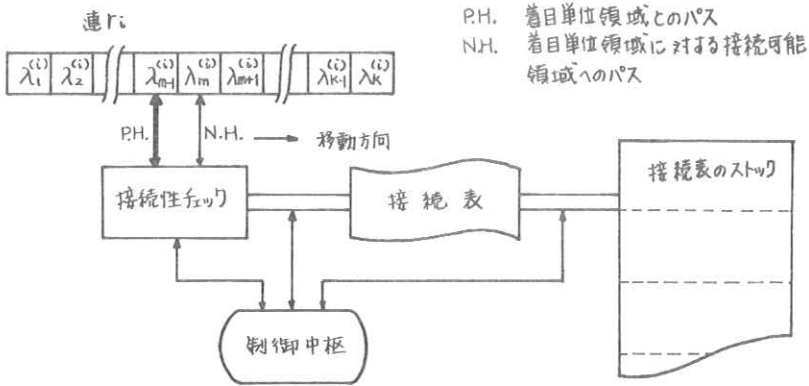 連ri
P.H. 着目単位領域とのパス
N.H. 着目単位領域に対する接続可能
領域へのパス
λ₁⁽ⁱ⁾ λ₂⁽ⁱ⁾ λₘ₋₁⁽ⁱ⁾ λₘ⁽ⁱ⁾ λₘ₊₁⁽ⁱ⁾ λₖ₋₁⁽ⁱ⁾ λₖ⁽ⁱ⁾
P.H. N.H. 移動方向
接続性チェック
接続表
接続表のストック
制御中枢